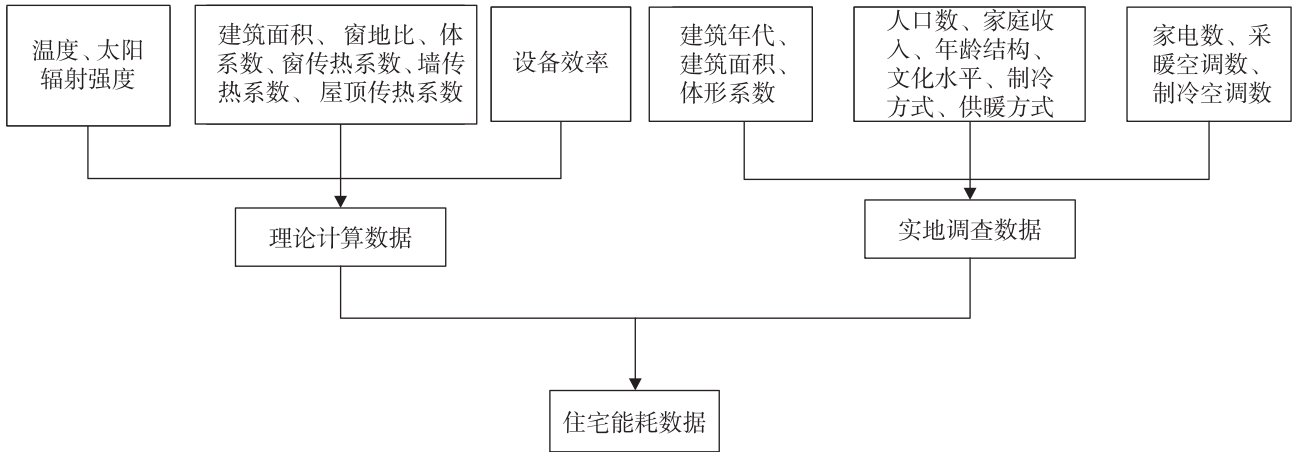 温度、太阳
辐射强度
建筑面积、窗地比、体
系数、窗传热系数、墙传
热系数、屋顶传热系数
设备效率
建筑年代、
建筑面积、
体形系数
人口数、家庭收
入、年龄结构、
文化水平、制冷
方式、供暖方式
家电数、采
暖空调数、
制冷空调数
理论计算数据
实地调查数据
住宅能耗数据